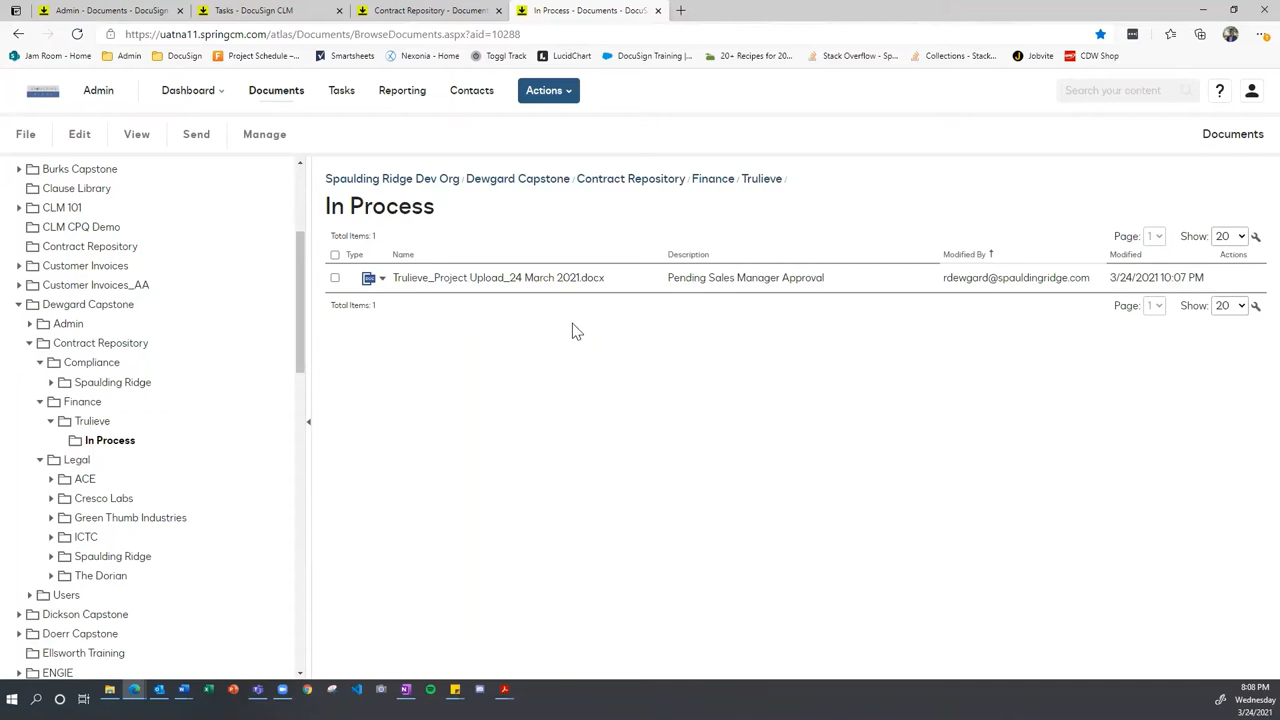 Admin - Documents - DocuSign
Tasks - DocuSign CLM
Contract Repository - Document
In Process - Documents - DocuS
https://uatna11.springcm.com/atlas/Documents/BrowseDocuments.aspx?aid=10288
Jam Room - Home
Admin
DocuSign
Project Schedule -...
Smartsheets
Nexonia - Home
Toggl Track
LucidChart
DocuSign Training |...
20+ Recipes for 20...
Stack Overflow - Sp...
Collections - Stack...
Jobvite
CDW Shop
Admin
Dashboard
Documents
Tasks
Reporting
Contacts
Actions
Search your content
?
File
Edit
View
Send
Manage
Documents
Burks Capstone
Clause Library
CLM 101
CLM CPQ Demo
Contract Repository
Customer Invoices
Customer Invoices_AA
Dewgard Capstone
Admin
Contract Repository
Compliance
Spaulding Ridge
Finance
Trulieve
In Process
Legal
ACE
Cresco Labs
Green Thumb Industries
ICTC
Spaulding Ridge
The Dorian
Users
Dickson Capstone
Doerr Capstone
Ellsworth Training
ENGIE
Spaulding Ridge Dev Org / Dewgard Capstone / Contract Repository / Finance / Trulieve /
In Process
Total Items: 1
Page: 1
Show: 20
Type
Name
Description
Modified By
Modified
Actions
Trulieve_Project Upload_24 March 2021.docx
Pending Sales Manager Approval
rdewgard@spauldingridge.com
3/24/2021 10:07 PM
Total Items: 1
Page: 1
Show: 20
8:08 PM
Wednesday
3/24/2021